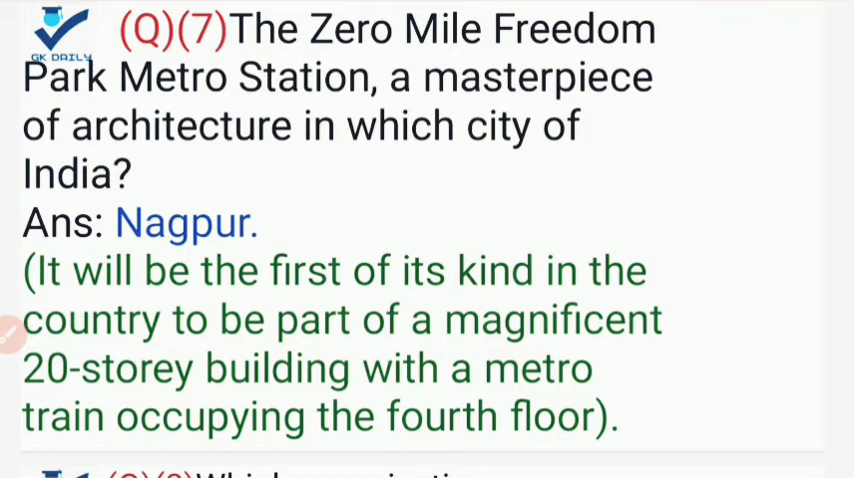 (Q)(7)The Zero Mile Freedom
GK DAILY
Park Metro Station, a masterpiece
of architecture in which city of
India?
Ans: Nagpur.
(It will be the first of its kind in the
country to be part of a magnificent
20-storey building with a metro
train occupying the fourth floor).